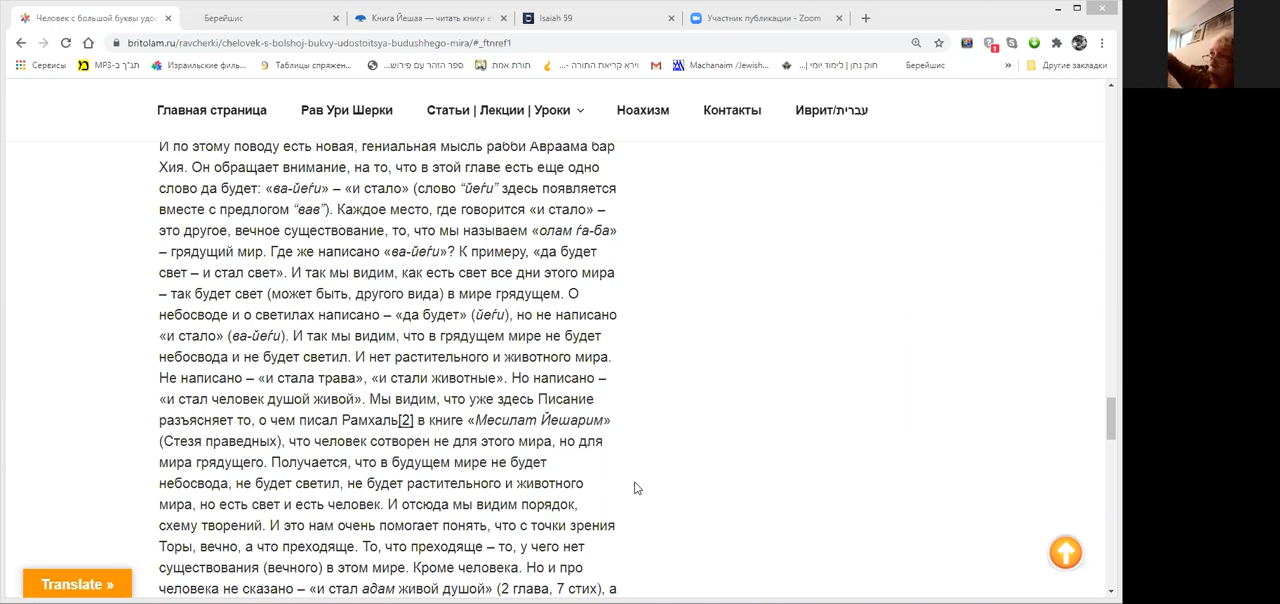 Человек с большой буквы удос
Берейшис
Книга Йешая — читать книги е
Isaiah 59
Участник публикации - Zoom
britolam.ru/ravcherki/chelovek-s-bolshoj-bukvy-udostoitsya-budushhego-mira/#_ftnref1
Сервисы
תנ"ך ב-MP3
Израильские филь...
Таблицы спряжен...
ספר הזהר עם פירוש...
תורת אמת
וירא קריאת התורה -...
Machanaim /Jewish...
חוק נתן | לימוד יומי |...
Берейшис
»
Другие закладки
Главная страница
Рав Ури Шерки
Статьи | Лекции | Уроки
Ноахизм
Контакты
Иврит/עברית
И по этому поводу есть новая, гениальная мысль рабби Авраама бар
Хия. Он обращает внимание, на то, что в этой главе есть еще одно
слово да будет: «ва-йеѓи» – «и стало» (слово “йеѓи” здесь появляется
вместе с предлогом “вав”). Каждое место, где говорится «и стало» –
это другое, вечное существование, то, что мы называем «олам ѓа-ба»
– грядущий мир. Где же написано «ва-йеѓи»? К примеру, «да будет
свет – и стал свет». И так мы видим, как есть свет все дни этого мира
– так будет свет (может быть, другого вида) в мире грядущем. О
небосводе и о светилах написано – «да будет» (йеѓи), но не написано
«и стало» (ва-йеѓи). И так мы видим, что в грядущем мире не будет
небосвода и не будет светил. И нет растительного и животного мира.
Не написано – «и стала трава», «и стали животные». Но написано –
«и стал человек душой живой». Мы видим, что уже здесь Писание
разъясняет то, о чем писал Рамхаль[2] в книге «Месилат Йешарим»
(Стезя праведных), что человек сотворен не для этого мира, но для
мира грядущего. Получается, что в будущем мире не будет
небосвода, не будет светил, не будет растительного и животного
мира, но есть свет и есть человек. И отсюда мы видим порядок,
схему творений. И это нам очень помогает понять, что с точки зрения
Торы, вечно, а что преходяще. То, что преходяще – то, у чего нет
существования (вечного) в этом мире. Кроме человека. Но и про
человека не сказано – «и стал адам живой душой» (2 глава, 7 стих), а
Translate »